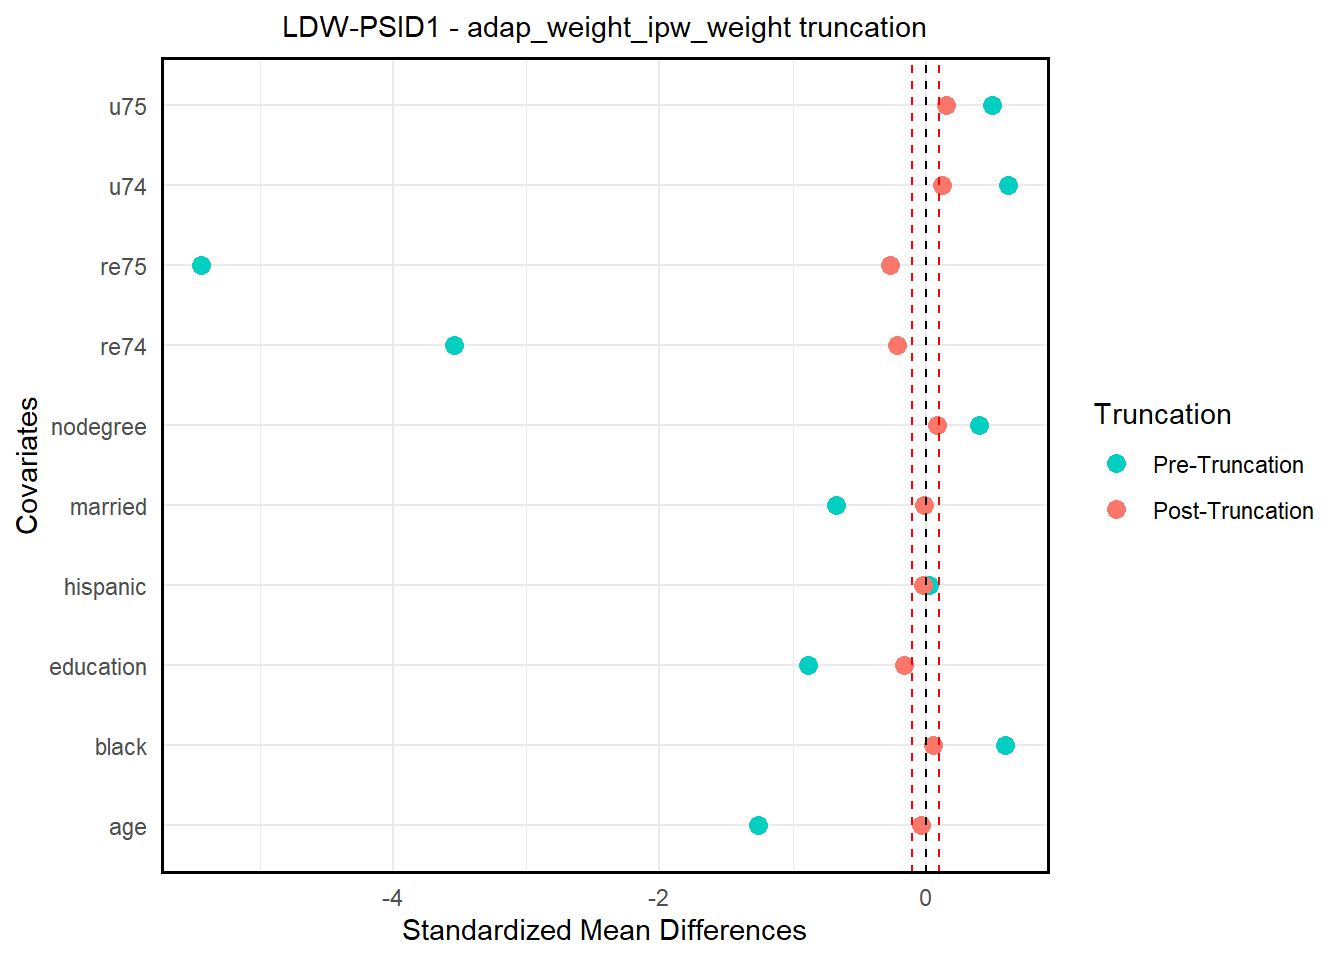 LDW-PSID1 - adap_weight_ipw_weight truncation
u75
u74
re75
re74
nodegree
married
hispanic
education
black
age
Covariates
-4
-2
0
Standardized Mean Differences
Truncation
Pre-Truncation
Post-Truncation